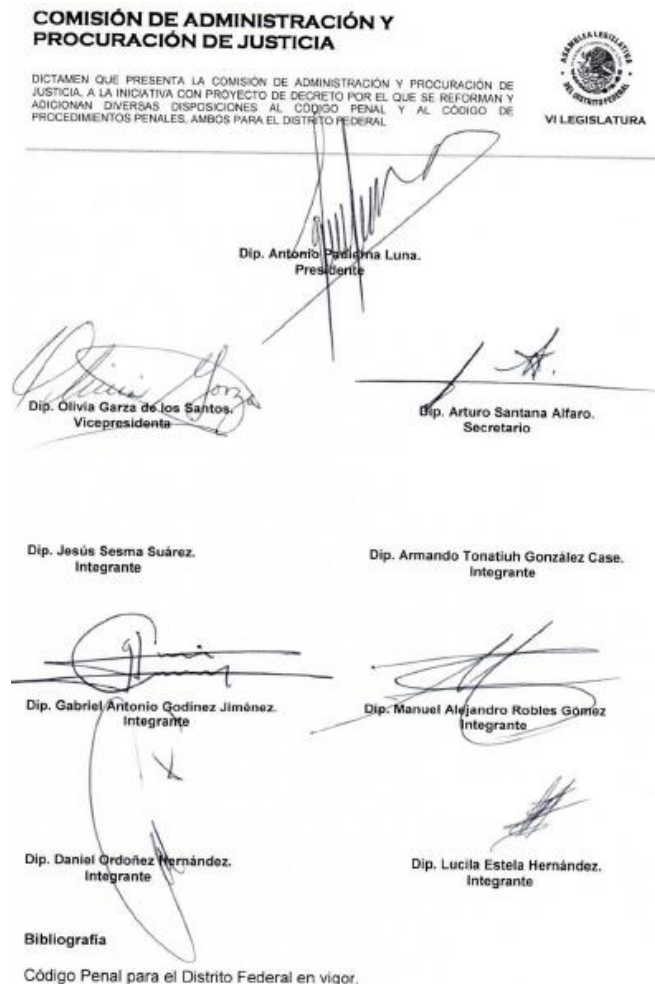 COMISIÓN DE ADMINISTRACIÓN Y
PROCURACIÓN DE JUSTICIA
DICTAMEN QUE PRESENTA LA COMISIÓN DE ADMINISTRACIÓN Y PROCURACIÓN DE
JUSTICIA, A LA INICIATIVA CON PROYECTO DE DECRETO POR EL QUE SE REFORMAN Y
ADICIONAN DIVERSAS DISPOSICIONES AL CÓDIGO PENAL Y AL CÓDIGO DE
PROCEDIMIENTOS PENALES, AMBOS PARA EL DISTRITO FEDERAL
ASAMBLEA LEGISLATIVA
DEL DISTRITO FEDERAL
VI LEGISLATURA
Dip. Antonio Padierna Luna.
Presidente
Dip. Olivia Garza de los Santos.
Vicepresidenta
Dip. Arturo Santana Alfaro.
Secretario
Dip. Jesús Sesma Suárez.
Integrante
Dip. Armando Tonatiuh González Case.
Integrante
Dip. Gabriel Antonio Godínez Jiménez.
Integrante
Dip. Manuel Alejandro Robles Gómez
Integrante
Dip. Daniel Ordoñez Hernández.
Integrante
Dip. Lucila Estela Hernández.
Integrante
Bibliografía
Código Penal para el Distrito Federal en vigor.